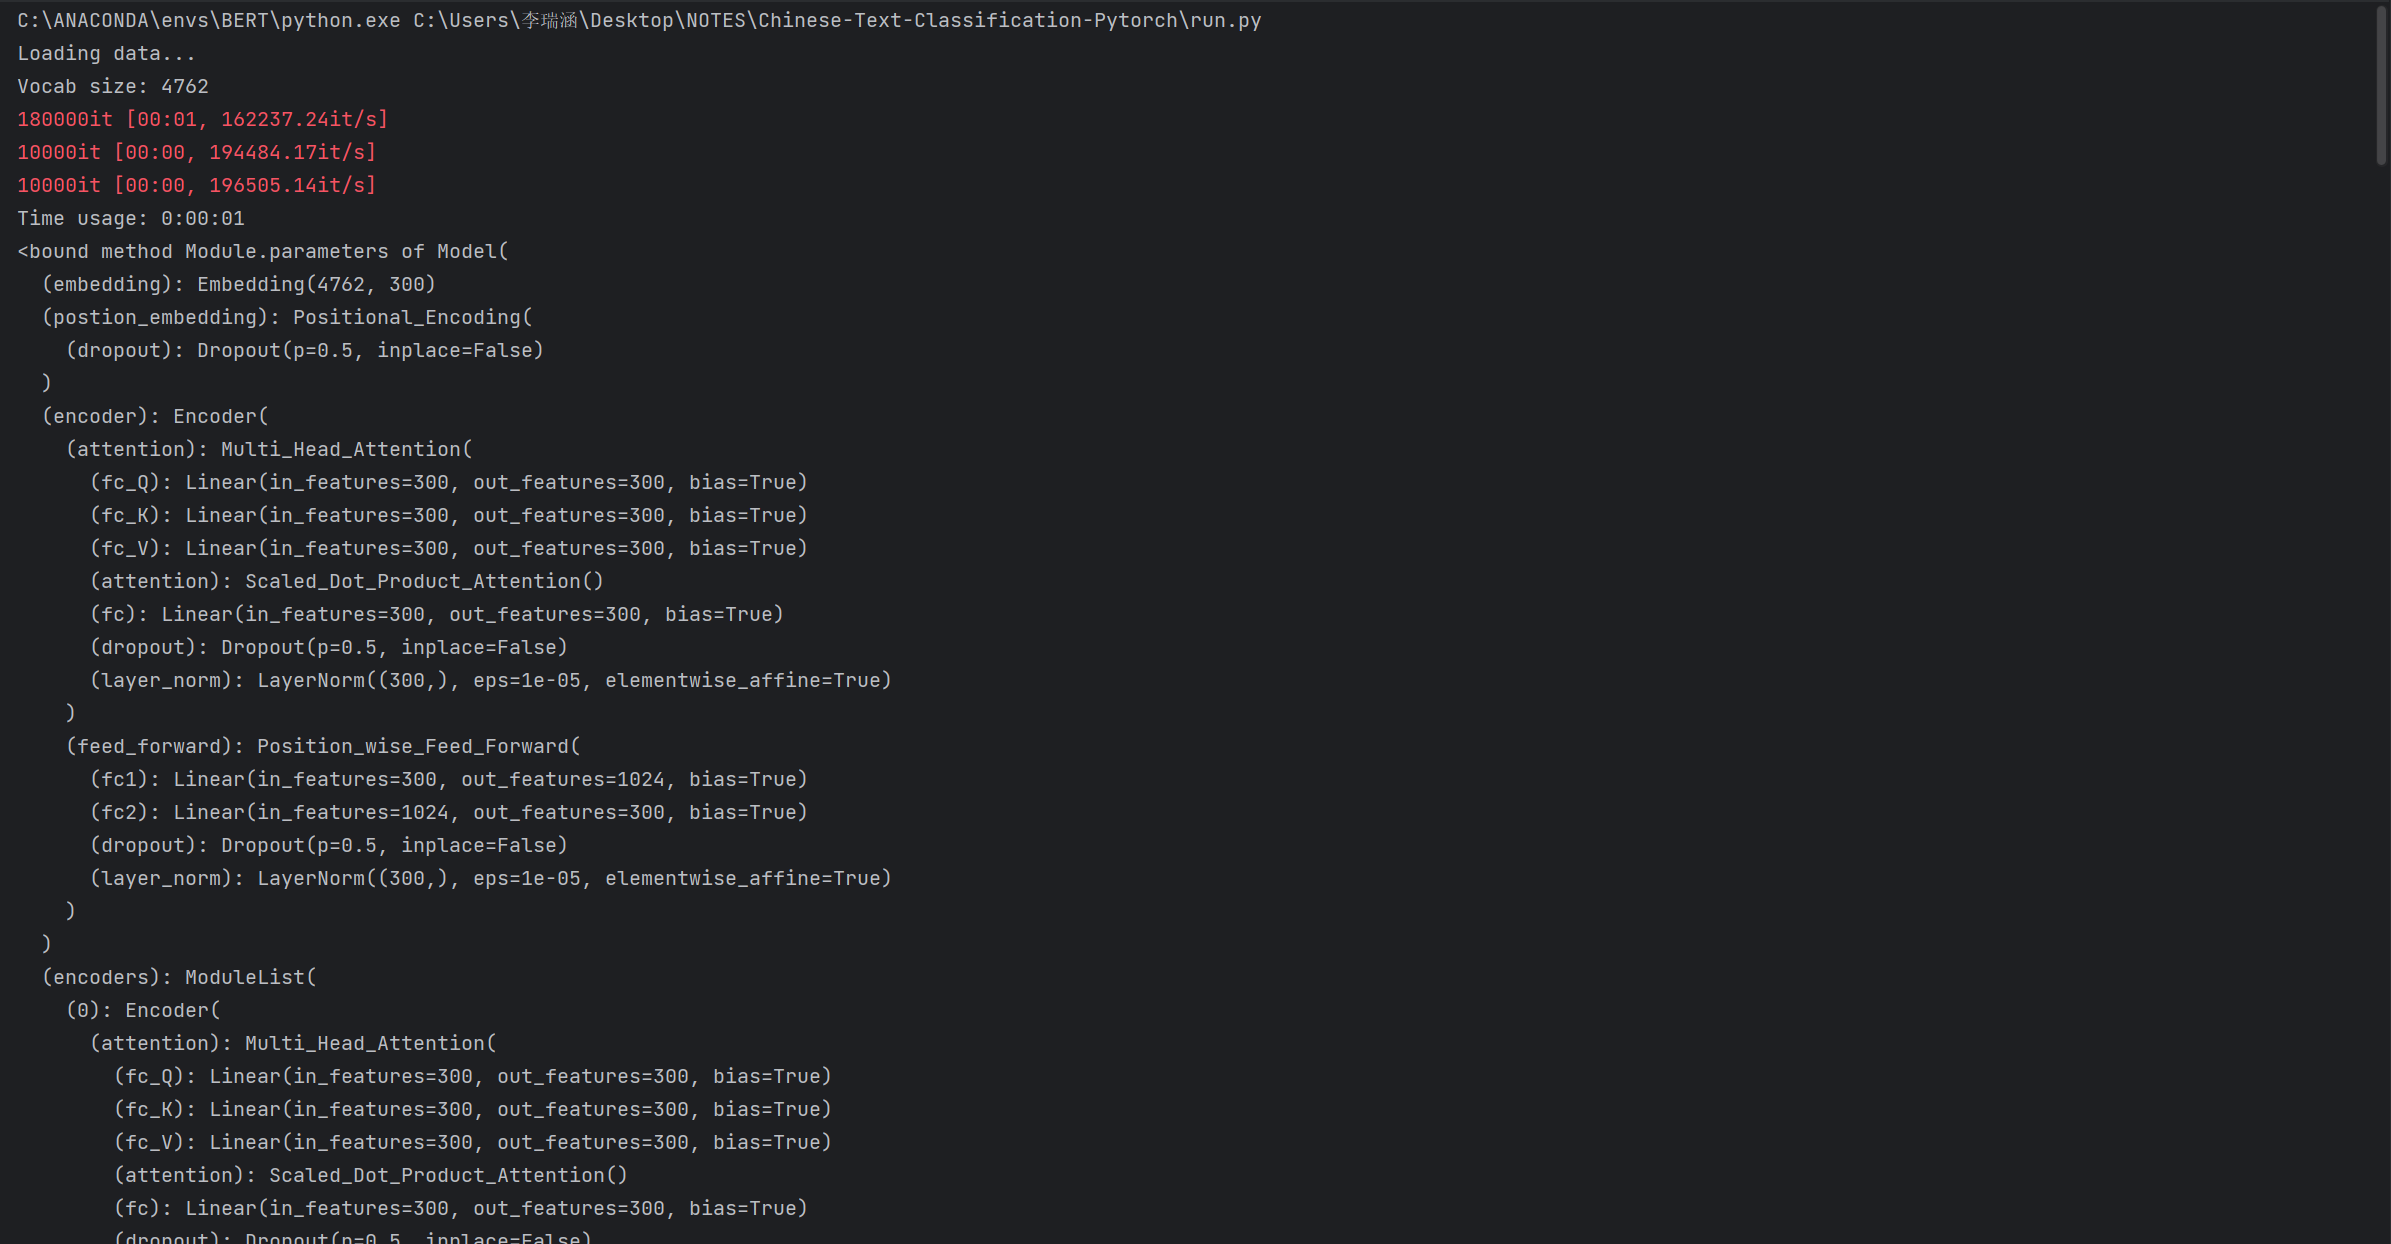 C:\ANACONDA\envs\BERT\python.exe C:\Users\李瑞涵\Desktop\NOTES\Chinese-Text-Classification-Pytorch\run.py
Loading data...
Vocab size: 4762
180000it [00:01, 162237.24it/s]
10000it [00:00, 194484.17it/s]
10000it [00:00, 196505.14it/s]
Time usage: 0:00:01
<bound method Module.parameters of Model(
  (embedding): Embedding(4762, 300)
  (postion_embedding): Positional_Encoding(
    (dropout): Dropout(p=0.5, inplace=False)
  )
  (encoder): Encoder(
    (attention): Multi_Head_Attention(
      (fc_Q): Linear(in_features=300, out_features=300, bias=True)
      (fc_K): Linear(in_features=300, out_features=300, bias=True)
      (fc_V): Linear(in_features=300, out_features=300, bias=True)
      (attention): Scaled_Dot_Product_Attention()
      (fc): Linear(in_features=300, out_features=300, bias=True)
      (dropout): Dropout(p=0.5, inplace=False)
      (layer_norm): LayerNorm((300,), eps=1e-05, elementwise_affine=True)
    )
    (feed_forward): Position_wise_Feed_Forward(
      (fc1): Linear(in_features=300, out_features=1024, bias=True)
      (fc2): Linear(in_features=1024, out_features=300, bias=True)
      (dropout): Dropout(p=0.5, inplace=False)
      (layer_norm): LayerNorm((300,), eps=1e-05, elementwise_affine=True)
    )
  )
  (encoders): ModuleList(
    (0): Encoder(
      (attention): Multi_Head_Attention(
        (fc_Q): Linear(in_features=300, out_features=300, bias=True)
        (fc_K): Linear(in_features=300, out_features=300, bias=True)
        (fc_V): Linear(in_features=300, out_features=300, bias=True)
        (attention): Scaled_Dot_Product_Attention()
        (fc): Linear(in_features=300, out_features=300, bias=True)
        (dropout): Dropout(p=0.5, inplace=False)